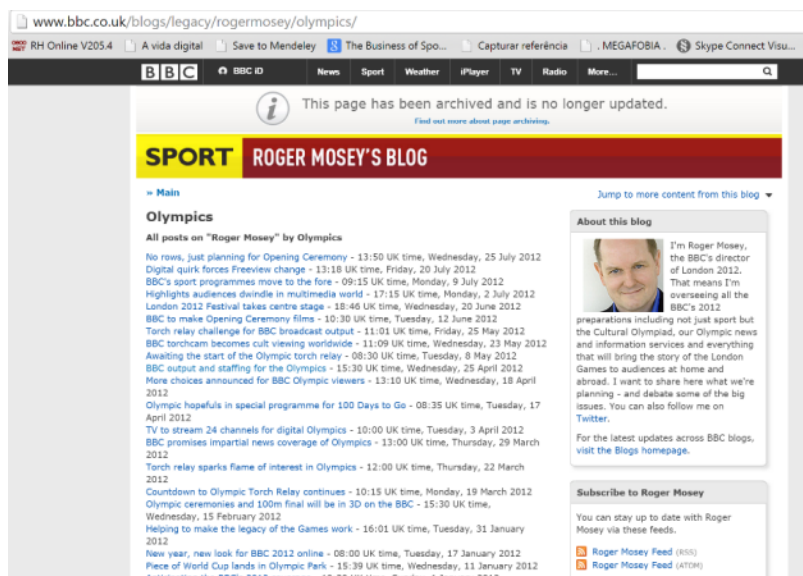 www.bbc.co.uk/blogs/legacy/rogermosey/olympics/
RH Online V205.4 A vida digital Save to Mendeley The Business of Spo... Capturar referência . MEGAFOBIA . Skype Connect Visu...
BBC BBC iD News Sport Weather iPlayer TV Radio More...
This page has been archived and is no longer updated.
Find out more about page archiving.
SPORT ROGER MOSEY'S BLOG
» Main
Jump to more content from this blog
Olympics
All posts on "Roger Mosey" by Olympics
No rows, just planning for Opening Ceremony - 13:50 UK time, Wednesday, 25 July 2012
Digital quirk forces Freeview change - 13:18 UK time, Friday, 20 July 2012
BBC's sport programmes move to the fore - 09:15 UK time, Monday, 9 July 2012
Highlights audiences dwindle in multimedia world - 17:15 UK time, Monday, 2 July 2012
London 2012 Festival takes centre stage - 18:46 UK time, Wednesday, 20 June 2012
BBC to make Opening Ceremony films - 10:30 UK time, Tuesday, 12 June 2012
Torch relay challenge for BBC broadcast output - 11:01 UK time, Friday, 25 May 2012
BBC torchcam becomes cult viewing worldwide - 11:09 UK time, Wednesday, 23 May 2012
Awaiting the start of the Olympic torch relay - 08:30 UK time, Tuesday, 8 May 2012
BBC output and staffing for the Olympics - 15:30 UK time, Wednesday, 25 April 2012
More choices announced for BBC Olympic viewers - 13:10 UK time, Wednesday, 18 April
2012
Olympic hopefuls in special programme for 100 Days to Go - 08:35 UK time, Tuesday, 17
April 2012
TV to stream 24 channels for digital Olympics - 10:00 UK time, Tuesday, 3 April 2012
BBC promises impartial news coverage of Olympics - 13:00 UK time, Thursday, 29 March
2012
Torch relay sparks flame of interest in Olympics - 12:00 UK time, Thursday, 22 March
2012
Countdown to Olympic Torch Relay continues - 10:15 UK time, Monday, 19 March 2012
Olympic ceremonies and 100m final will be in 3D on the BBC - 15:30 UK time,
Wednesday, 15 February 2012
Helping to make the legacy of the Games work - 16:01 UK time, Tuesday, 31 January
2012
New year, new look for BBC 2012 online - 08:00 UK time, Tuesday, 17 January 2012
Piece of World Cup lands in Olympic Park - 15:39 UK time, Wednesday, 11 January 2012
About this blog
I'm Roger Mosey,
the BBC's director
of London 2012.
That means I'm
overseeing all the
BBC's 2012
preparations including not just sport but
the Cultural Olympiad, our Olympic news
and information services and everything
that will bring the story of the London
Games to audiences at home and
abroad. I want to share here what we're
planning - and debate some of the big
issues. You can also follow me on
Twitter.
For the latest updates across BBC blogs,
visit the Blogs homepage.
Subscribe to Roger Mosey
You can stay up to date with Roger
Mosey via these feeds.
Roger Mosey Feed (RSS)
Roger Mosey Feed (ATOM)